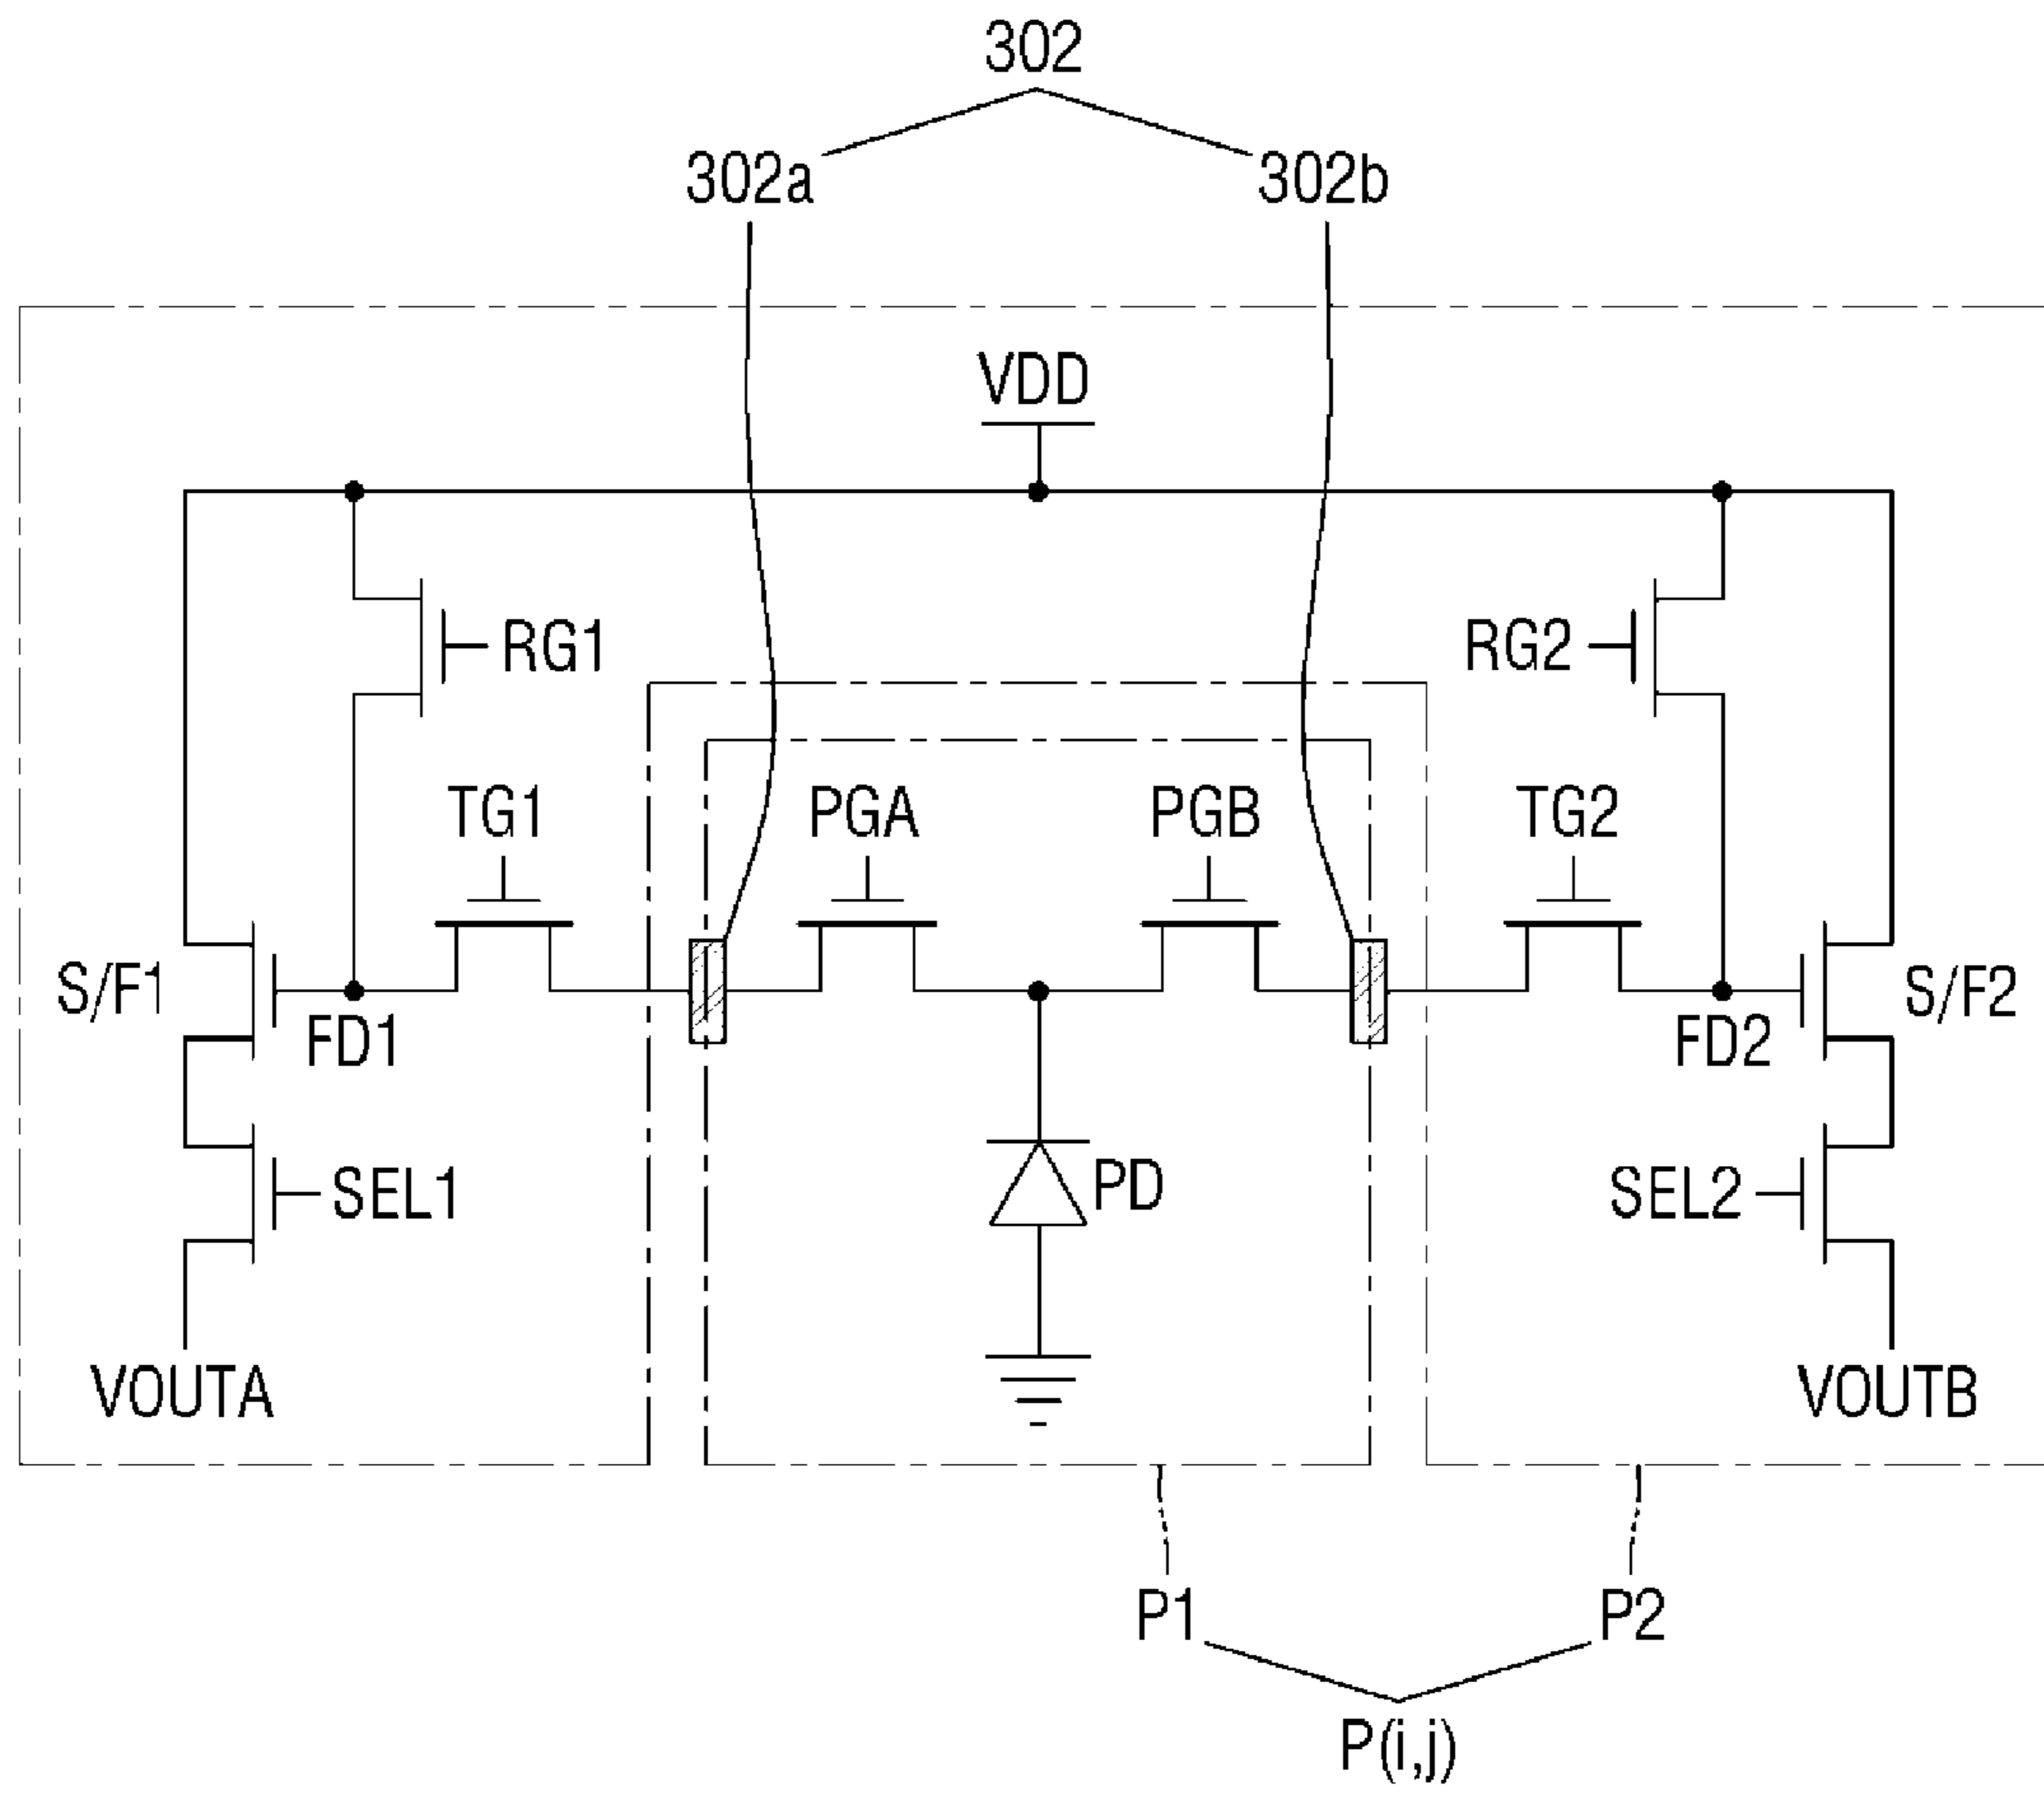 302
302a 302b
VDD
RG1 RG2
TG1 PGA PGB TG2
S/F1 FD1 FD2 S/F2
SEL1 PD SEL2
VOUTA VOUTB
P1 P2
P(i,j)